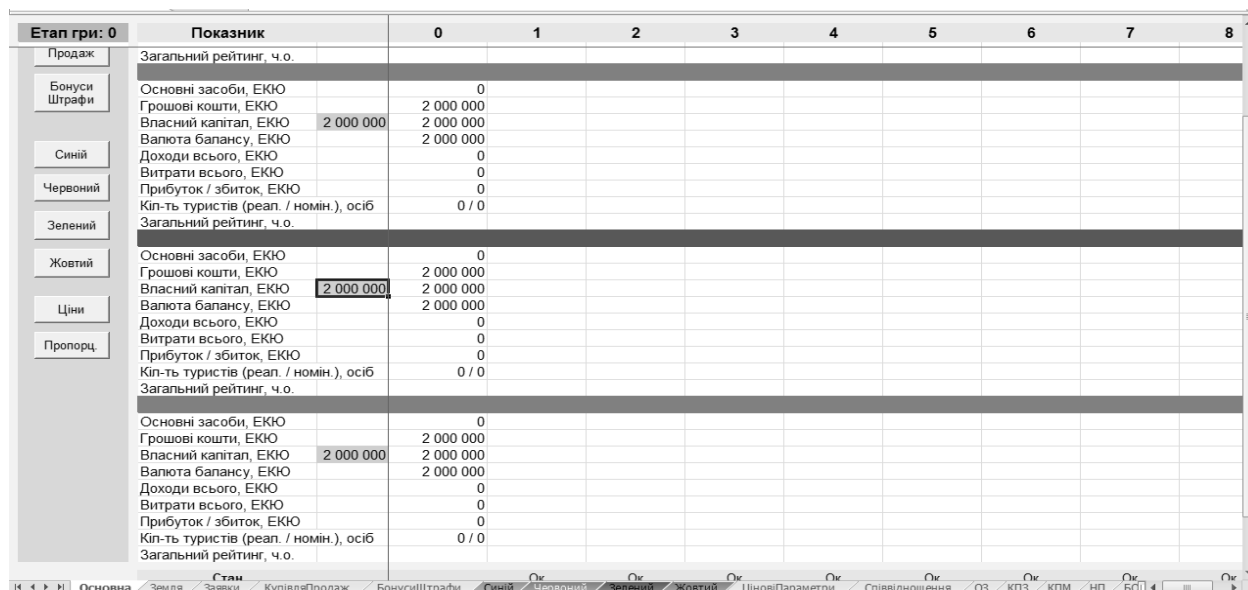 Етап гри: 0 Показник 0 1 2 3 4 5 6 7 8
Продаж
Загальний рейтинг, ч.о.
Бонуси
Штрафи
Основні засоби, ЕКЮ 0
Грошові кошти, ЕКЮ 2 000 000
Власний капітал, ЕКЮ 2 000 000 2 000 000
Валюта балансу, ЕКЮ 2 000 000
Синій
Доходи всього, ЕКЮ 0
Витрати всього, ЕКЮ 0
Червоний
Прибуток / збиток, ЕКЮ 0
Кіл-ть туристів (реал. / номін.), осіб 0 / 0
Зелений
Загальний рейтинг, ч.о.
Жовтий
Основні засоби, ЕКЮ 0
Грошові кошти, ЕКЮ 2 000 000
Власний капітал, ЕКЮ 2 000 000 2 000 000
Ціни
Валюта балансу, ЕКЮ 2 000 000
Доходи всього, ЕКЮ 0
Витрати всього, ЕКЮ 0
Пропорц.
Прибуток / збиток, ЕКЮ 0
Кіл-ть туристів (реал. / номін.), осіб 0 / 0
Загальний рейтинг, ч.о.
Основні засоби, ЕКЮ 0
Грошові кошти, ЕКЮ 2 000 000
Власний капітал, ЕКЮ 2 000 000 2 000 000
Валюта балансу, ЕКЮ 2 000 000
Доходи всього, ЕКЮ 0
Витрати всього, ЕКЮ 0
Прибуток / збиток, ЕКЮ 0
Кіл-ть туристів (реал. / номін.), осіб 0 / 0
Загальний рейтинг, ч.о.
Стан Ок Ок Ок Ок Ок Ок Ок Ок
Основна Земля Заявки КупівляПродаж БонусиШтрафи Синій Червоний Зелений Жовтий ЦіновіПараметри Співвідношення ОЗ КПЗ КПМ НП